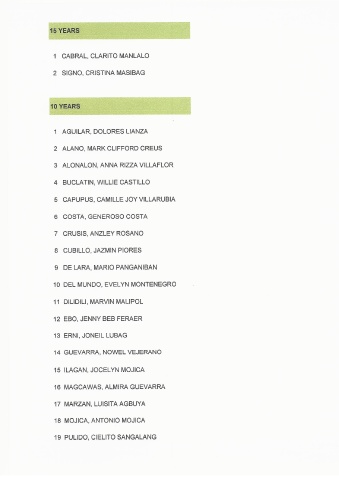 15 YEARS
1 CABRAL, CLARITO MANLALO
2 SIGNO, CRISTINA MASIBAG
10 YEARS
1 AGUILAR, DOLORES LIANZA
2 ALANO, MARK CLIFFORD CREUS
3 ALONALON, ANNA RIZZA VILLAFLOR
4 BUCLATIN, WILLIE CASTILLO
5 CAPUPUS, CAMILLE JOY VILLARUBIA
6 COSTA, GENEROSO COSTA
7 CRUSIS, ANZLEY ROSANO
8 CUBILLO, JAZMIN PIORES
9 DE LARA, MARIO PANGANIBAN
10 DEL MUNDO, EVELYN MONTENEGRO
11 DILIDILI, MARVIN MALIPOL
12 EBO, JENNY BEB FERAER
13 ERNI, JONEIL LUBAG
14 GUEVARRA, NOWEL VEJERANO
15 ILAGAN, JOCELYN MOJICA
16 MAGCAWAS, ALMIRA GUEVARRA
17 MARZAN, LUISITA AGBUYA
18 MOJICA, ANTONIO MOJICA
19 PULIDO, CIELITO SANGALANG